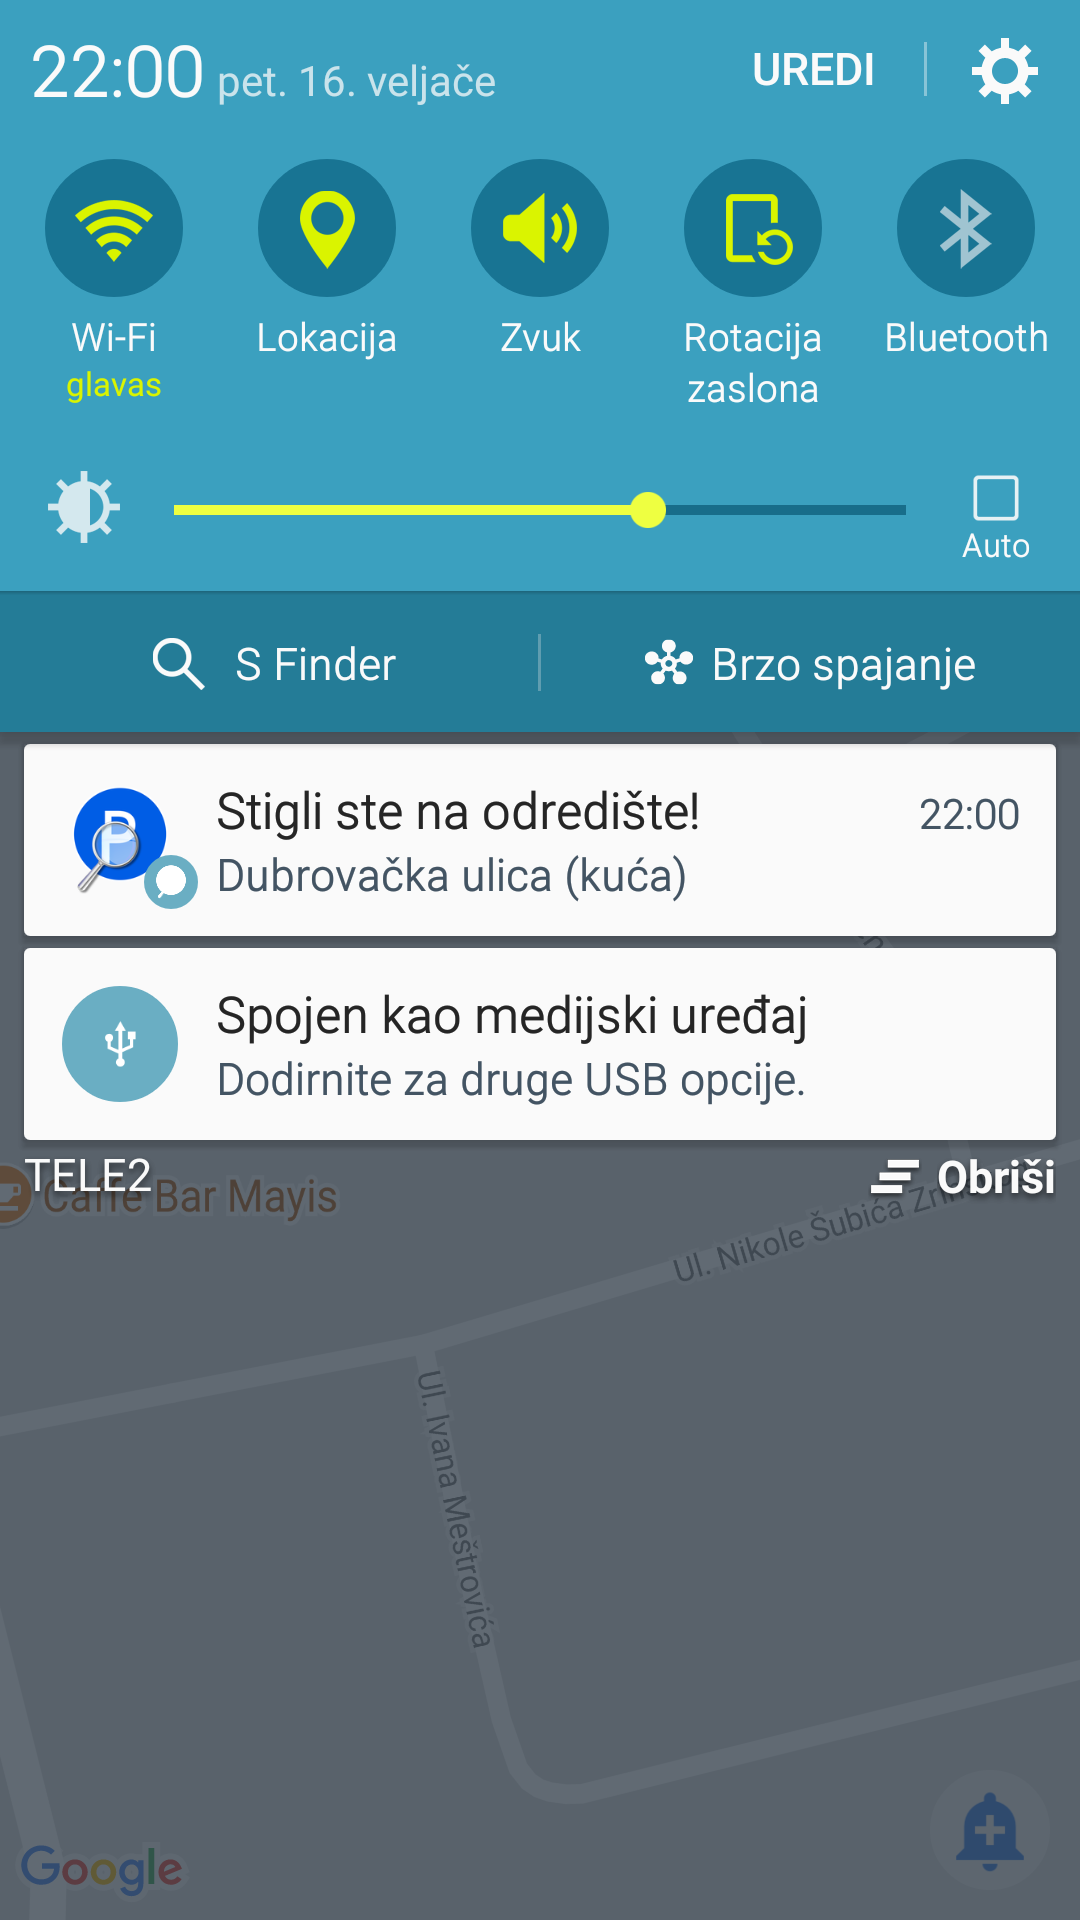 22:00 pet. 16. veljače
UREDI
Wi-Fi
glavas
Lokacija
Zvuk
Rotacija
zaslona
Bluetooth
Auto
S Finder
Brzo spajanje
P
Stigli ste na odredište!
22:00
Dubrovačka ulica (kuća)
Spojen kao medijski uređaj
Dodirnite za druge USB opcije.
TELE2
Obriši
Caffe Bar Mayis
Ul. Nikole Šubića
Ul. Ivana Meštrovića
Google